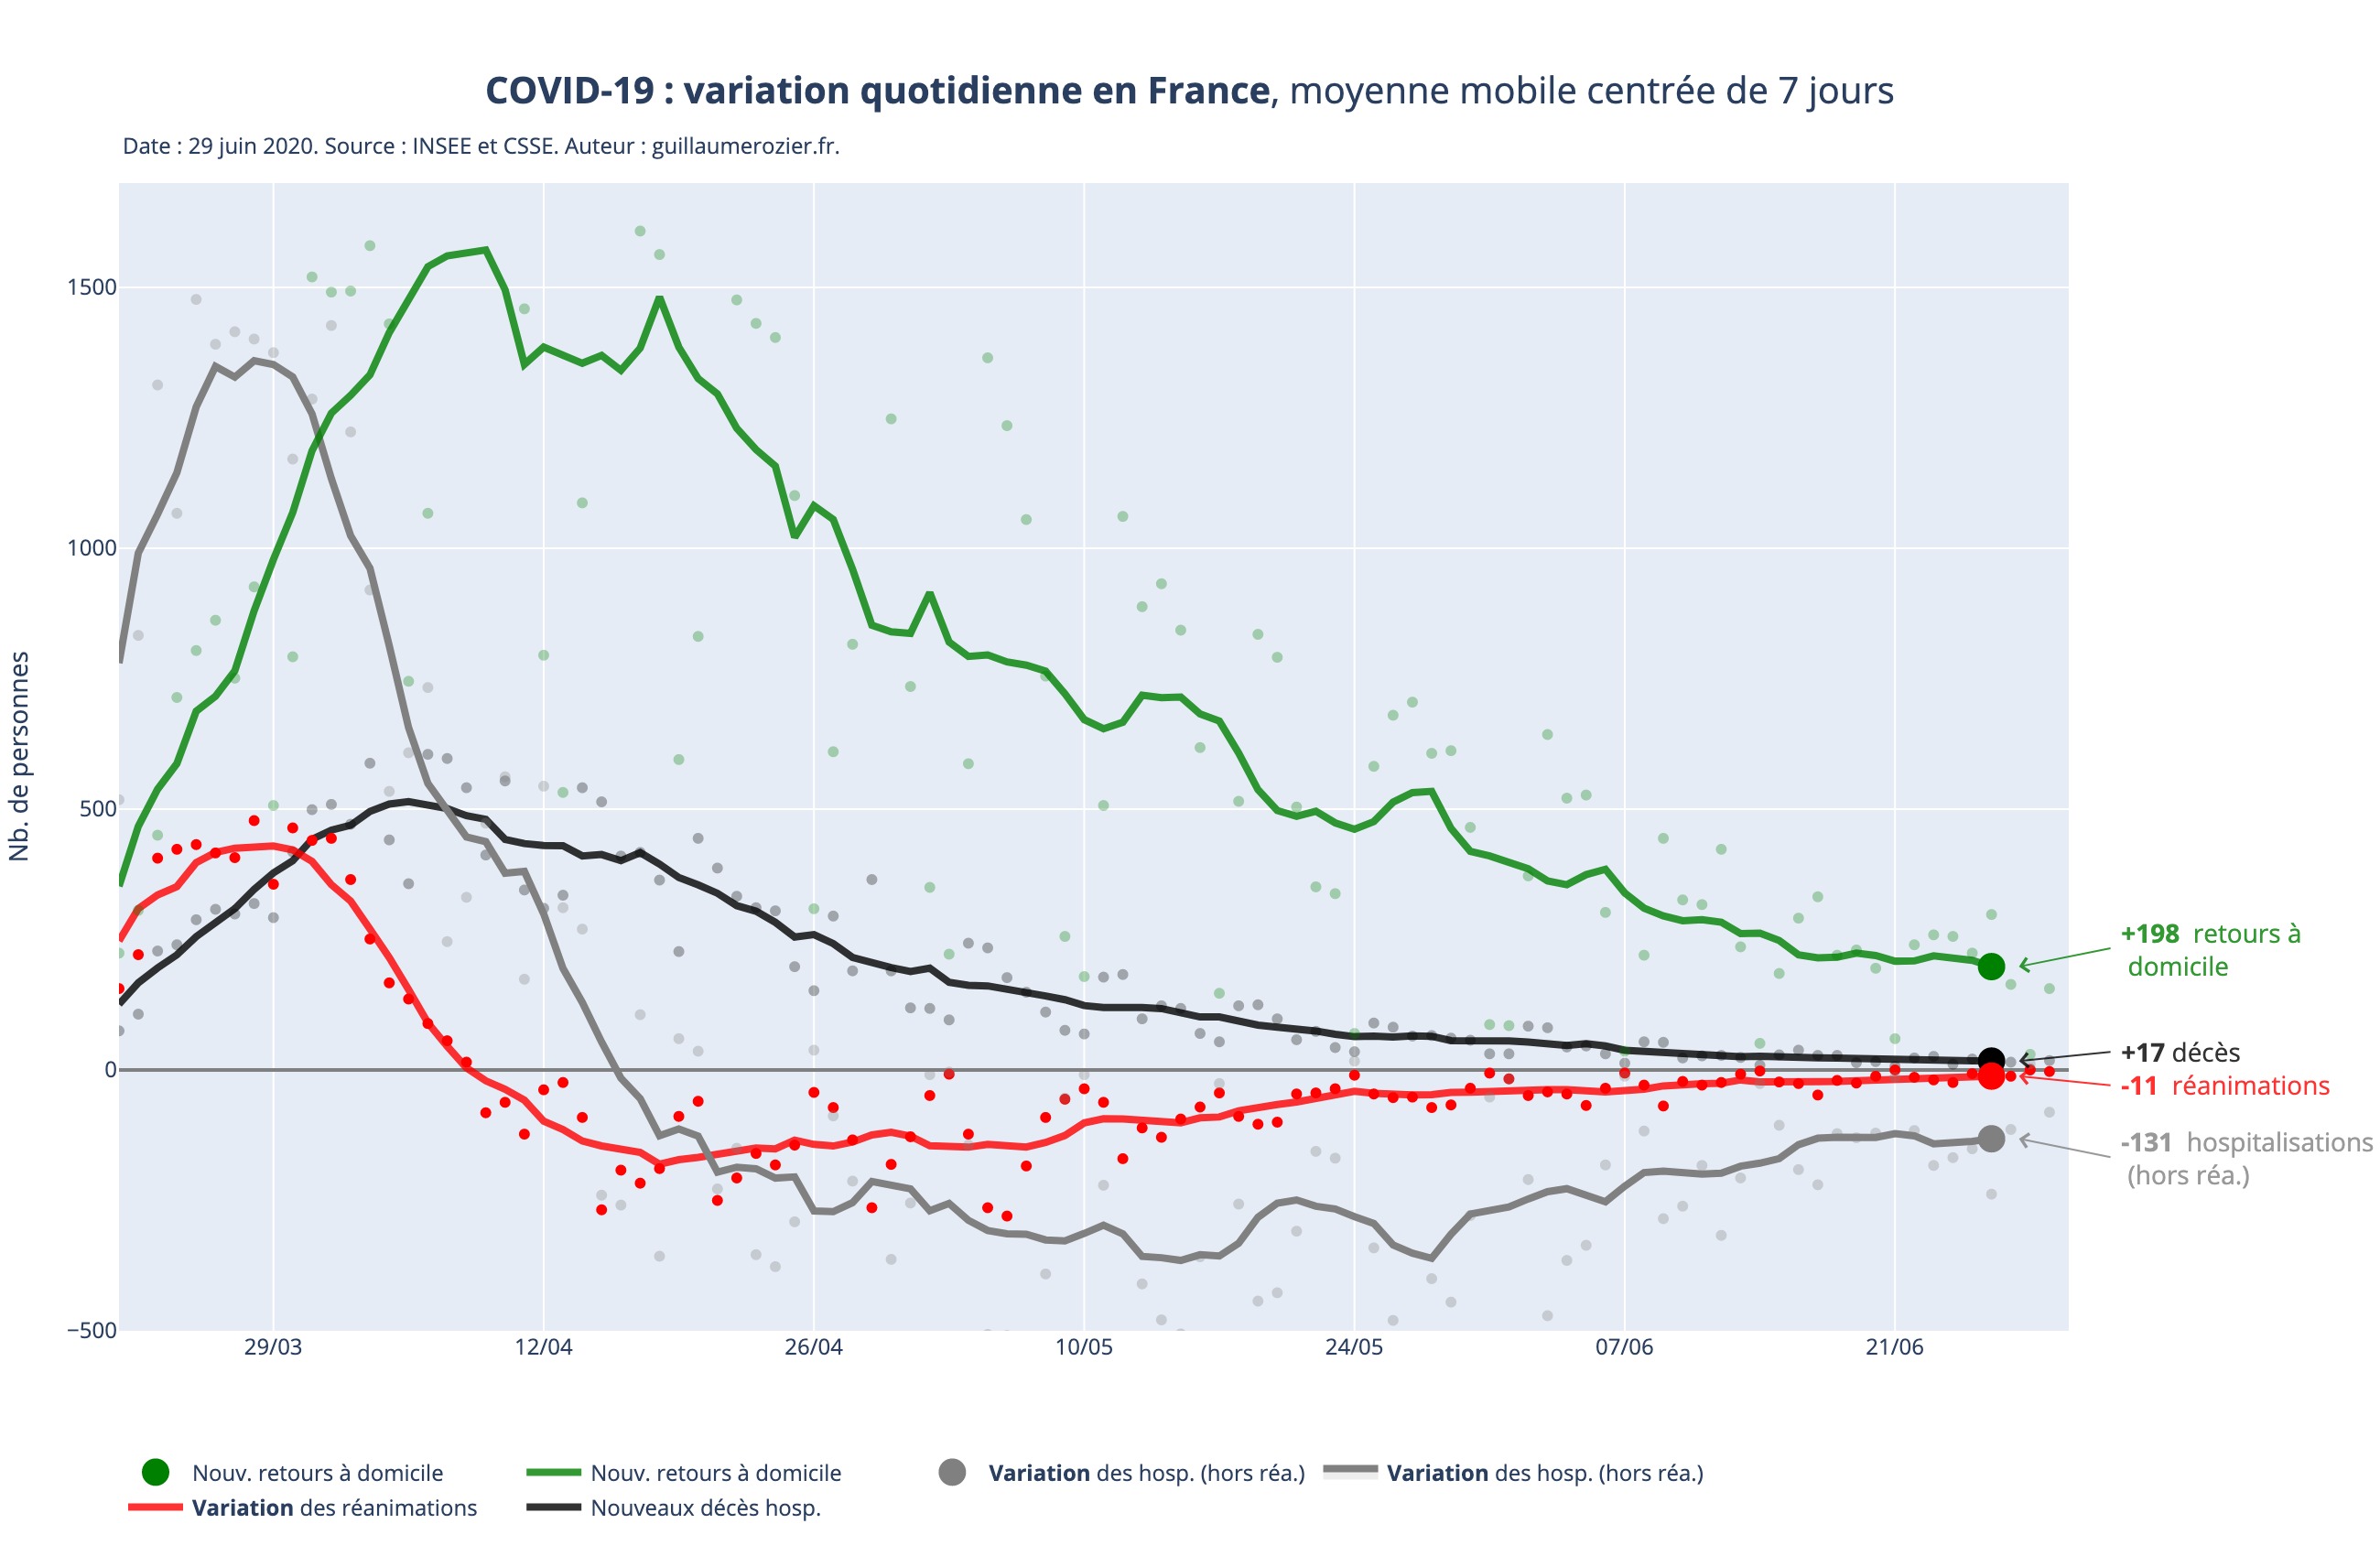 COVID-19 : variation quotidienne en France, moyenne mobile centrée de 7 jours
Date : 29 juin 2020. Source : INSEE et CSSE. Auteur : guillaumerozier.fr.
Nb. de personnes
1500
1000
500
0
−500
29/03
12/04
26/04
10/05
24/05
07/06
21/06
+198 retours à
domicile
+17 décès
-11 réanimations
-131 hospitalisations
(hors réa.)
Nouv. retours à domicile
Nouv. retours à domicile
Variation des hosp. (hors réa.)
Variation des hosp. (hors réa.)
Variation des réanimations
Nouveaux décès hosp.